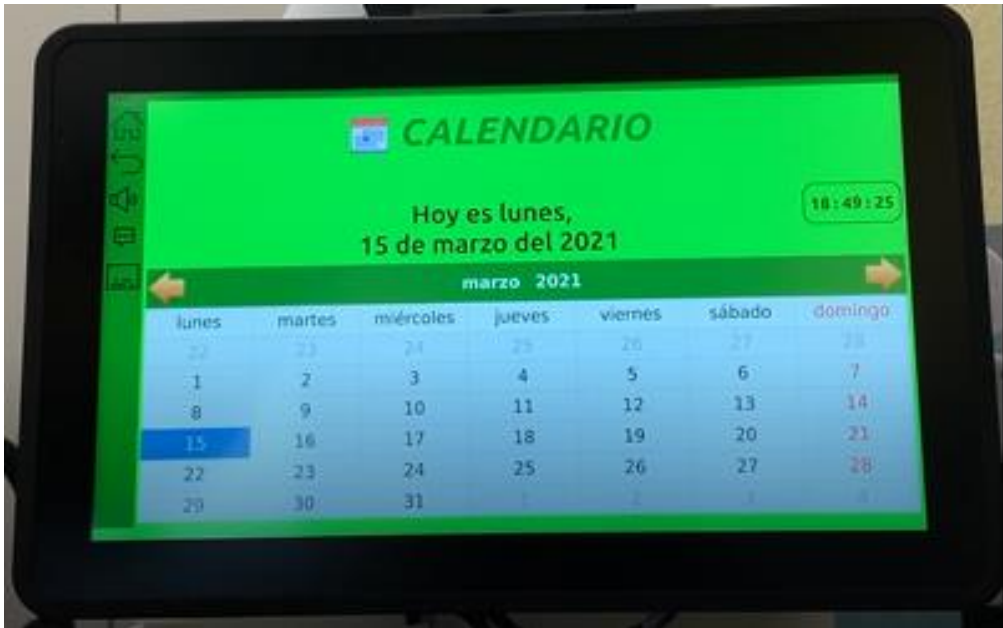 CALENDARIO
18:49:25
Hoy es lunes,
15 de marzo del 2021
marzo 2021
lunes martes miércoles jueves viernes sábado domingo
22 23 24 25 26 27 28
1 2 3 4 5 6 7
8 9 10 11 12 13 14
15 16 17 18 19 20 21
22 23 24 25 26 27 28
29 30 31 1 2 3 4